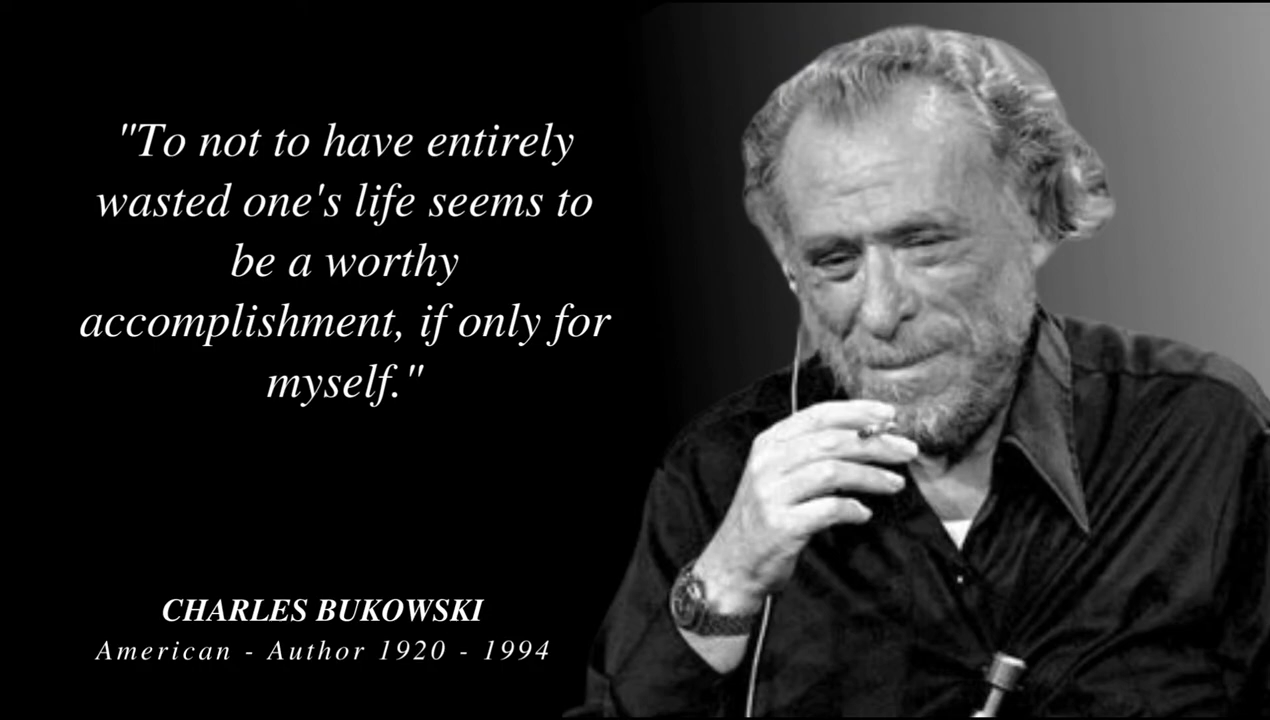 "To not to have entirely
wasted one's life seems to
be a worthy
accomplishment, if only for
myself."
CHARLES BUKOWSKI
American - Author 1920 - 1994